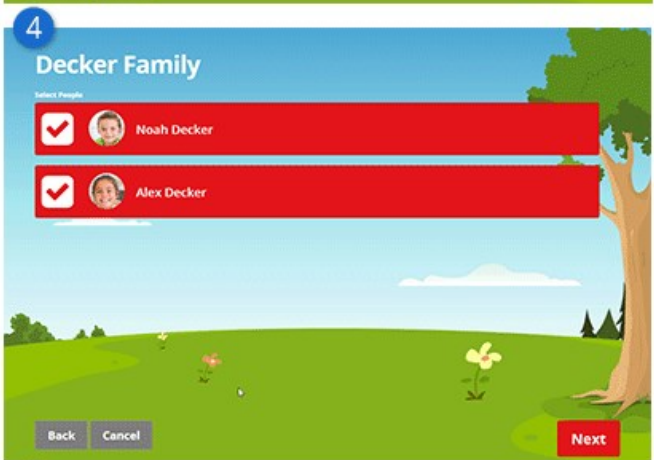 4
Decker Family
Select People
Noah Decker
Alex Decker
Back Cancel
Next